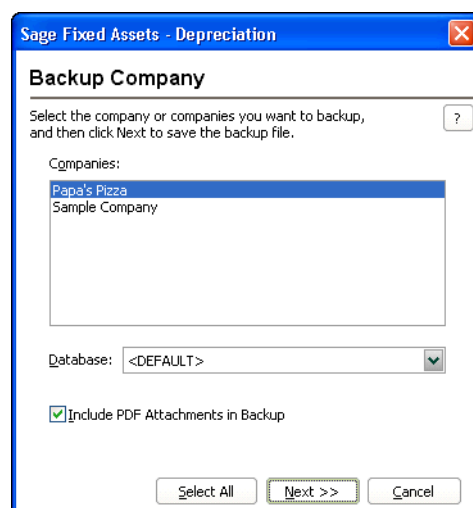 Sage Fixed Assets - Depreciation
Backup Company
Select the company or companies you want to backup,
and then click Next to save the backup file.
?
Companies:
Papa's Pizza
Sample Company
Database: <DEFAULT>
Include PDF Attachments in Backup
Select All Next >> Cancel